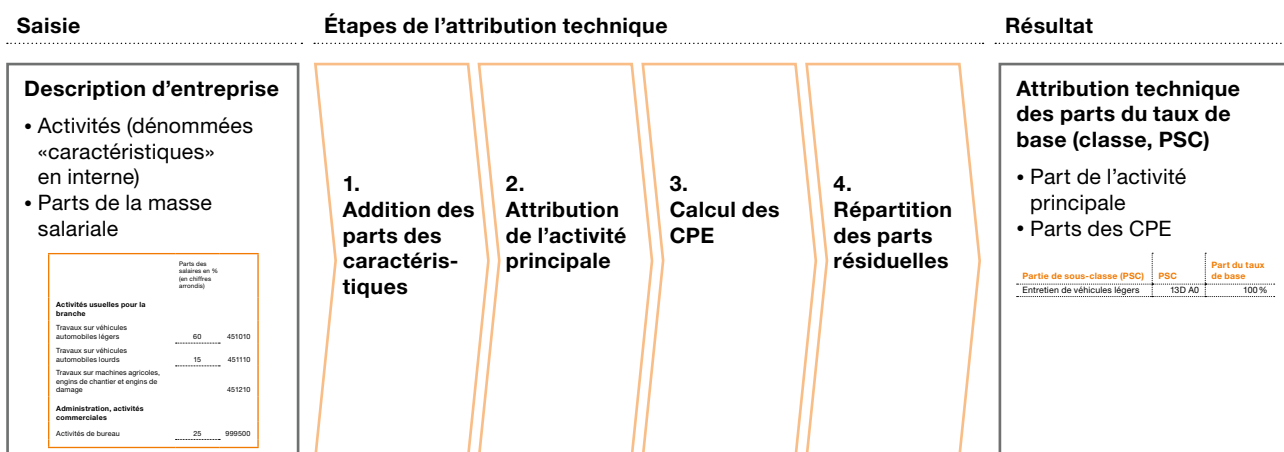 Saisie
Étapes de l’attribution technique
Résultat
Description d’entreprise
• Activités (dénommées
«caractéristiques»
en interne)
• Parts de la masse
salariale
Parts des
salaires en %
(en chiffres
arrondis)
Activités usuelles pour la
branche
Travaux sur véhicules
automobiles légers 60 451010
Travaux sur véhicules
automobiles lourds 15 451110
Travaux sur machines agricoles,
engins de chantier et engins de
damage 451210
Administration, activités
commerciales
Activités de bureau 25 999500
1.
Addition des
parts des
caractéris-
tiques
2.
Attribution
de l’activité
principale
3.
Calcul des
CPE
4.
Répartition
des parts
résiduelles
Attribution technique
des parts du taux de
base (classe, PSC)
• Part de l’activité
principale
• Parts des CPE
Partie de sous-classe (PSC) PSC Part du taux
de base
Entretien de véhicules légers 13D A0 100 %